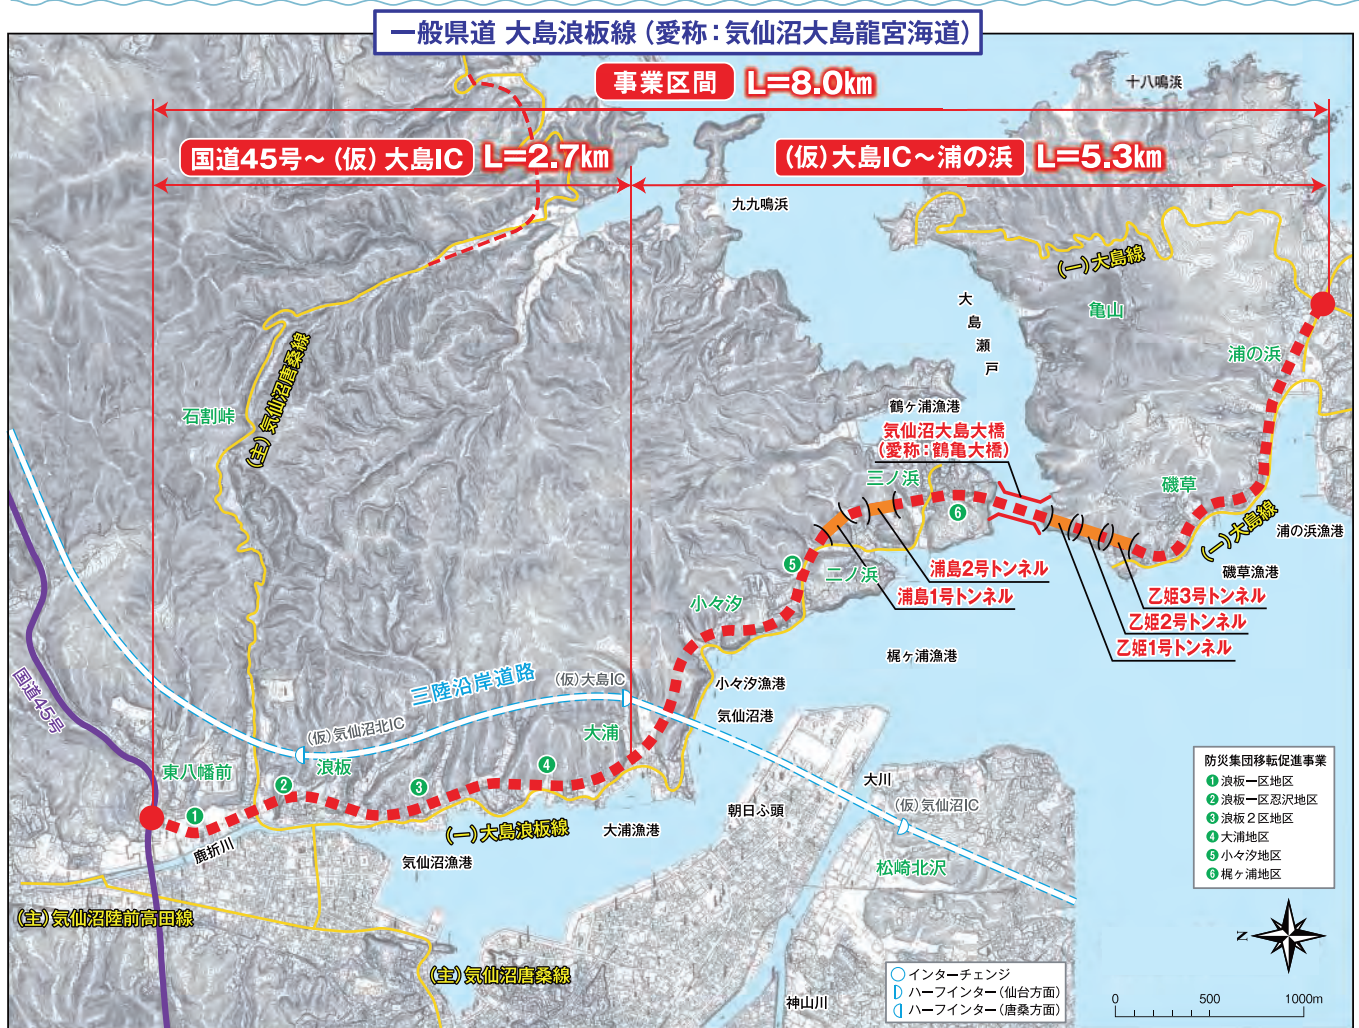 一般県道 大島浪板線(愛称:気仙沼大島龍宮海道)
事業区間 L=8.0km
国道45号~(仮)大島IC L=2.7km
(仮)大島IC~浦の浜 L=5.3km
十八鳴浜
九九鳴浜
(一)大島線
大島瀬戸
亀山
浦の浜
(主)気仙沼唐桑線
石割峠
鶴ヶ浦漁港
気仙沼大島大橋
(愛称:鶴亀大橋)
三ノ浜
磯草
(一)大島線
浦の浜漁港
6
5
二ノ浜
浦島2号トンネル
浦島1号トンネル
磯草漁港
乙姫3号トンネル
乙姫2号トンネル
乙姫1号トンネル
小々汐
梶ヶ浦漁港
国道45号
三陸沿岸道路
(仮)大島IC
小々汐漁港
気仙沼港
(仮)気仙沼北IC
大浦
浪板
東八幡前
1
2
3
4
大川
朝日ふ頭
(仮)気仙沼IC
(一)大島浪板線
大浦漁港
鹿折川
気仙沼漁港
松崎北沢
(主)気仙沼陸前高田線
(主)気仙沼唐桑線
神山川
防災集団移転促進事業
1 浪板一区地区
2 浪板一区忍沢地区
3 浪板2区地区
4 大浦地区
5 小々汐地区
6 梶ヶ浦地区
N
インターチェンジ
ハーフインター(仙台方面)
ハーフインター(唐桑方面)
0 500 1000m